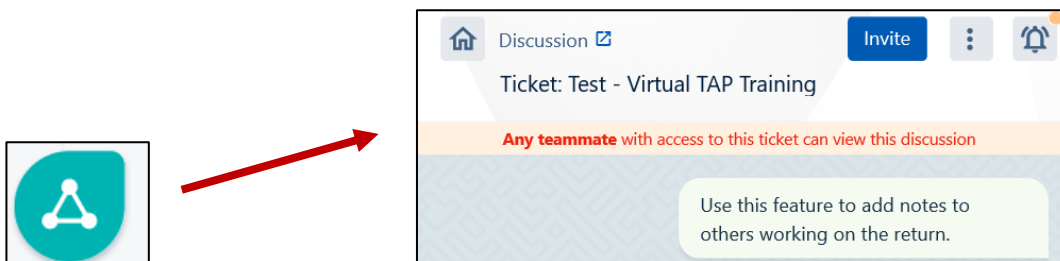 Discussion
Invite
Ticket: Test - Virtual TAP Training
Any teammate with access to this ticket can view this discussion
Use this feature to add notes to
others working on the return.